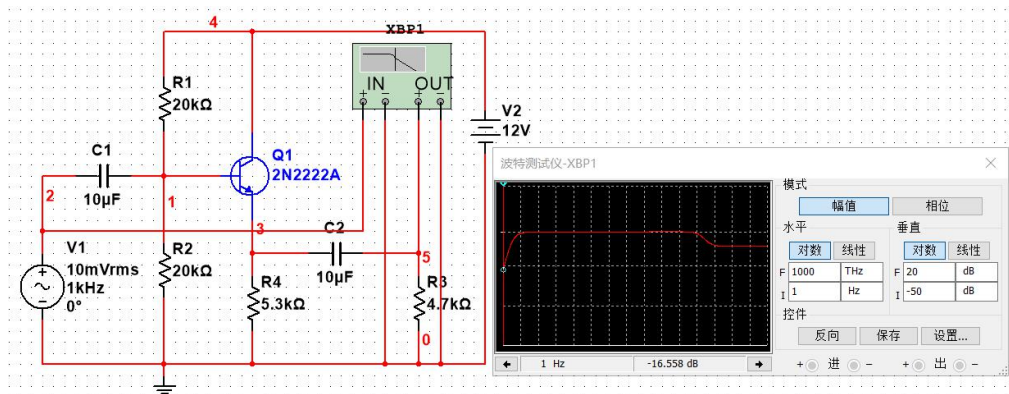 4
XBP1
IN OUT
+ - + -
R1
20kΩ
V2
12V
C1
10µF
Q1
2N2222A
2
1
3
C2
10µF
5
V1
10mVrms
1kHz
0°
R2
20kΩ
R4
5.3kΩ
R3
4.7kΩ
0
波特测试仪-XBP1
模式
幅值 相位
水平 垂直
对数 线性 对数 线性
F 1000 THz F 20 dB
I 1 Hz I -50 dB
控件
反向 保存 设置...
1 Hz -16.558 dB
+ 进 - + 出 -